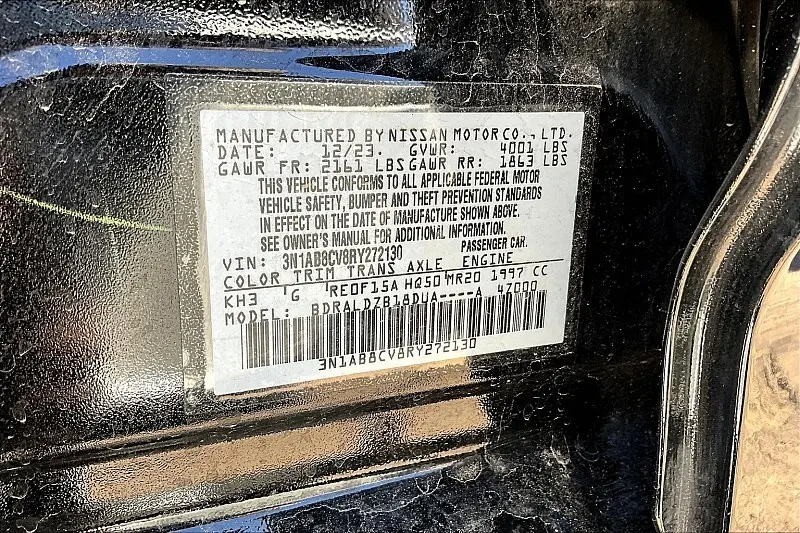 MANUFACTURED BY NISSAN MOTOR CO., LTD.
DATE: 12/23. GVWR: 4001 LBS
GAWR FR: 2161 LBS GAWR RR: 1863 LBS
THIS VEHICLE CONFORMS TO ALL APPLICABLE FEDERAL MOTOR
VEHICLE SAFETY, BUMPER AND THEFT PREVENTION STANDARDS
IN EFFECT ON THE DATE OF MANUFACTURE SHOWN ABOVE.
SEE OWNER'S MANUAL FOR ADDITIONAL INFORMATION.
VIN: 3N1AB8CV8RY272130 PASSENGER CAR.
COLOR TRIM TRANS AXLE ENGINE
KH3 'G RE0F15A HQ50 MR20 1997 CC
MODEL: BDRALDZB18DUA----A 4Z000
3N1AB8CV8RY272130